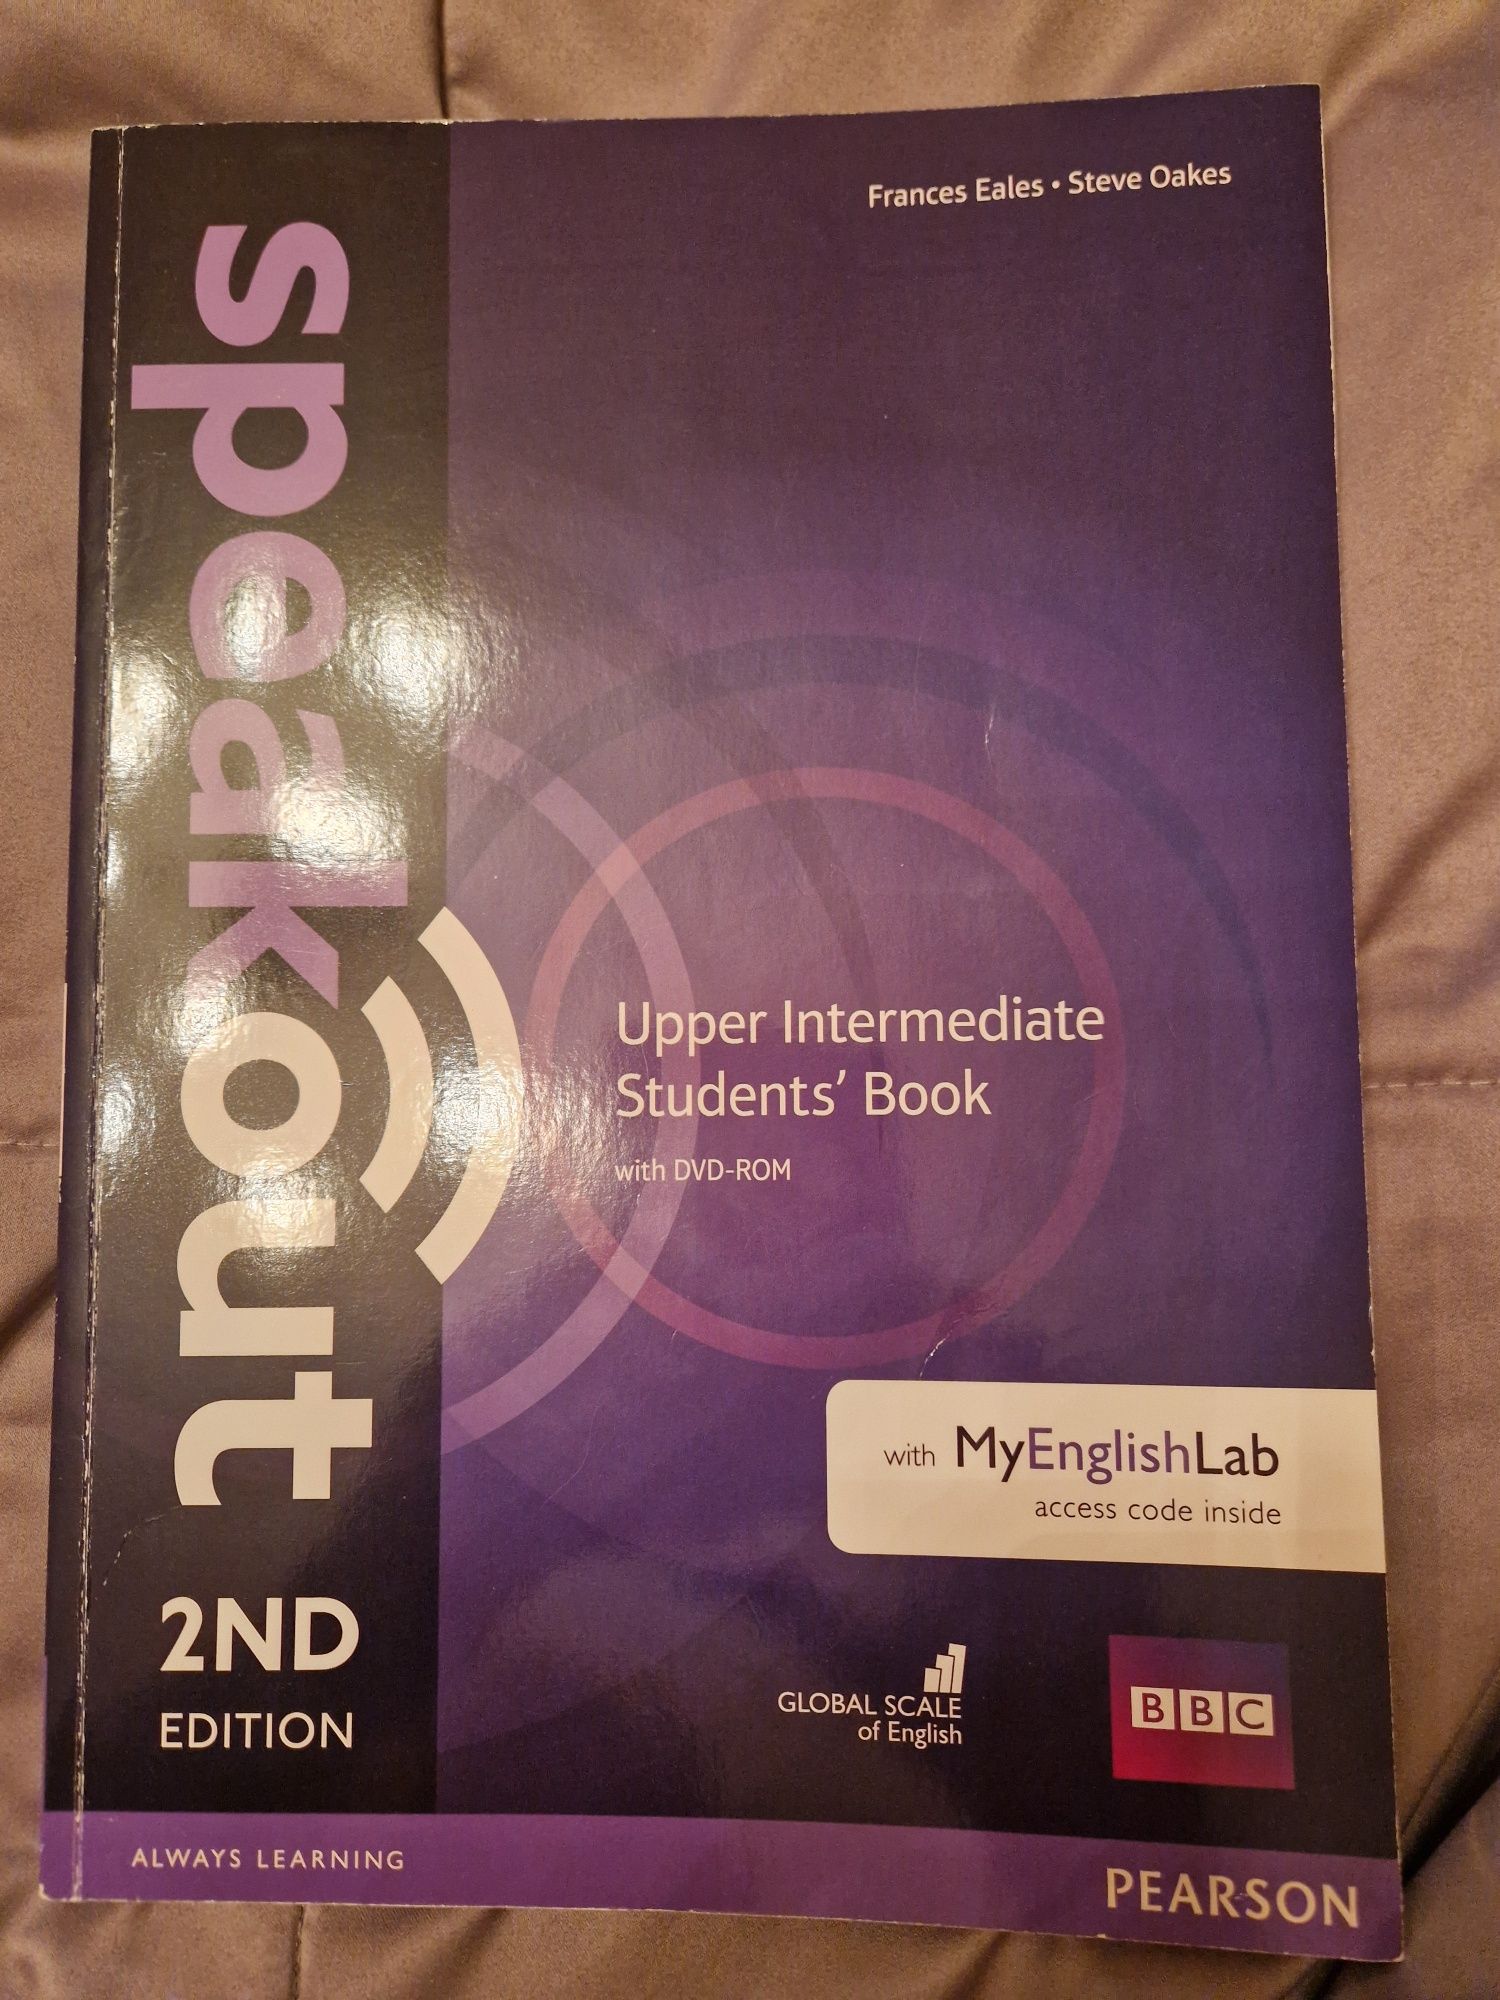 Frances Eales • Steve Oakes
speakout
Upper Intermediate
Students' Book
with DVD-ROM
with MyEnglishLab
access code inside
2ND
EDITION
GLOBAL SCALE
of English
BBC
ALWAYS LEARNING
PEARSON